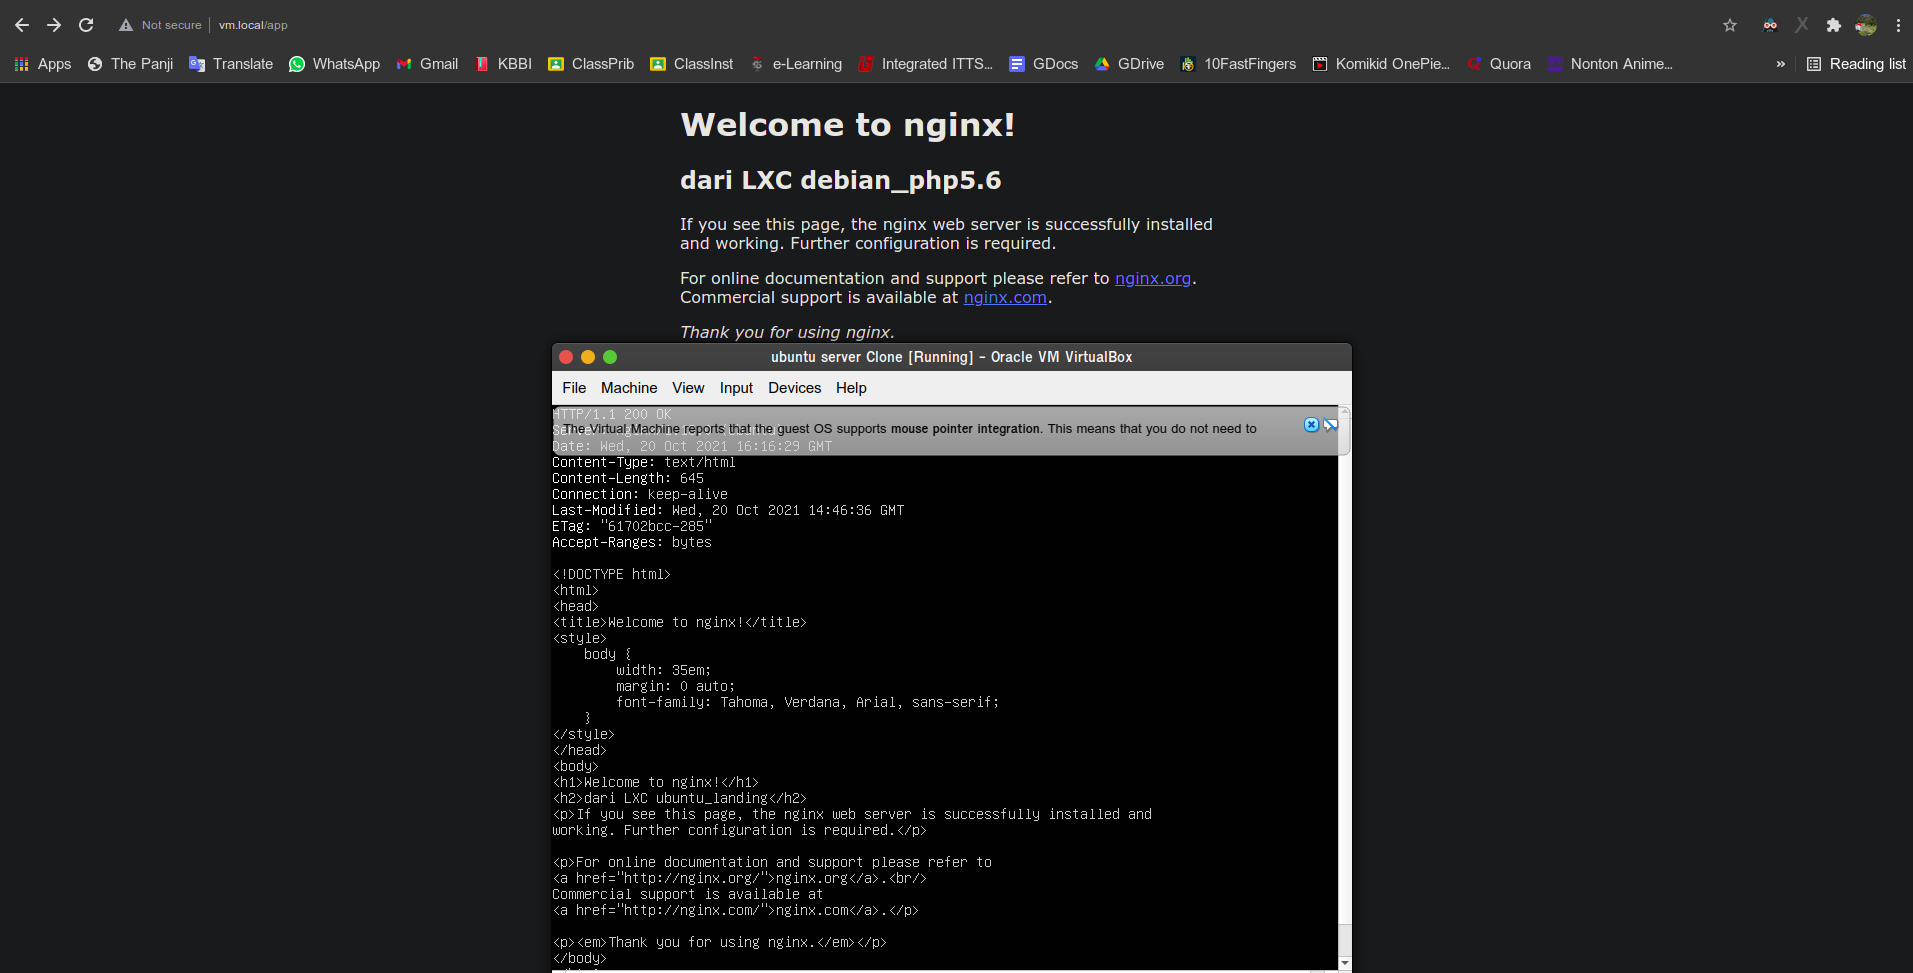 Not secure | vm.local/app
Apps The Panji Translate WhatsApp Gmail KBBI ClassPrib ClassInst e-Learning Integrated ITTS... GDocs GDrive 10FastFingers Komikid OnePie... Quora Nonton Anime... » Reading list
Welcome to nginx!
dari LXC debian_php5.6
If you see this page, the nginx web server is successfully installed
and working. Further configuration is required.
For online documentation and support please refer to nginx.org.
Commercial support is available at nginx.com.
Thank you for using nginx.
ubuntu server Clone [Running] - Oracle VM VirtualBox
File Machine View Input Devices Help
HTTP/1.1 200 OK
The Virtual Machine reports that the guest OS supports mouse pointer integration. This means that you do not need to
Date: Wed, 20 Oct 2021 16:16:29 GMT
Content-Type: text/html
Content-Length: 645
Connection: keep-alive
Last-Modified: Wed, 20 Oct 2021 14:46:36 GMT
ETag: "61702bcc-285"
Accept-Ranges: bytes
<!DOCTYPE html>
<html>
<head>
<title>Welcome to nginx!</title>
<style>
body {
width: 35em;
margin: 0 auto;
font-family: Tahoma, Verdana, Arial, sans-serif;
}
</style>
</head>
<body>
<h1>Welcome to nginx!</h1>
<h2>dari LXC ubuntu_landing</h2>
<p>If you see this page, the nginx web server is successfully installed and
working. Further configuration is required.</p>
<p>For online documentation and support please refer to
<a href="http://nginx.org/">nginx.org</a>.<br/>
Commercial support is available at
<a href="http://nginx.com/">nginx.com</a>.</p>
<p><em>Thank you for using nginx.</em></p>
</body>